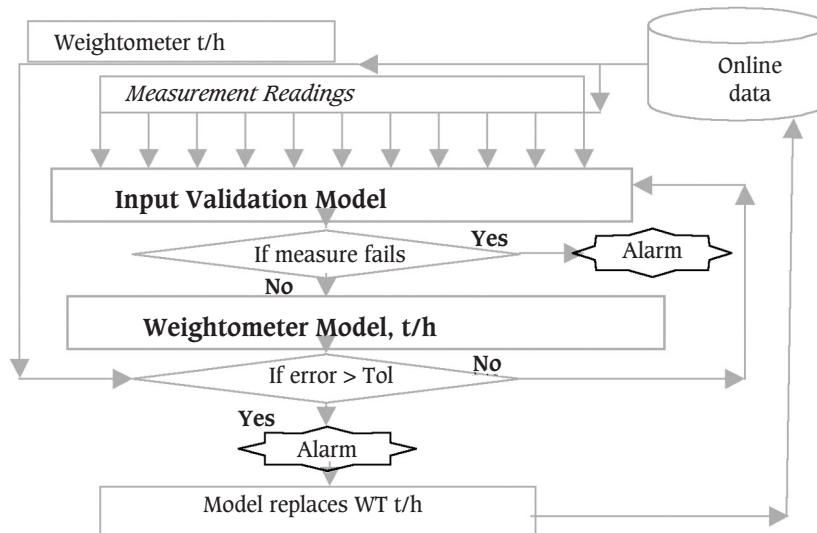 Weightometer t/h
Online
data
Measurement Readings
Input Validation Model
If measure fails
Yes
Alarm
No
Weightometer Model, t/h
If error > Tol
No
Yes
Alarm
Model replaces WT t/h